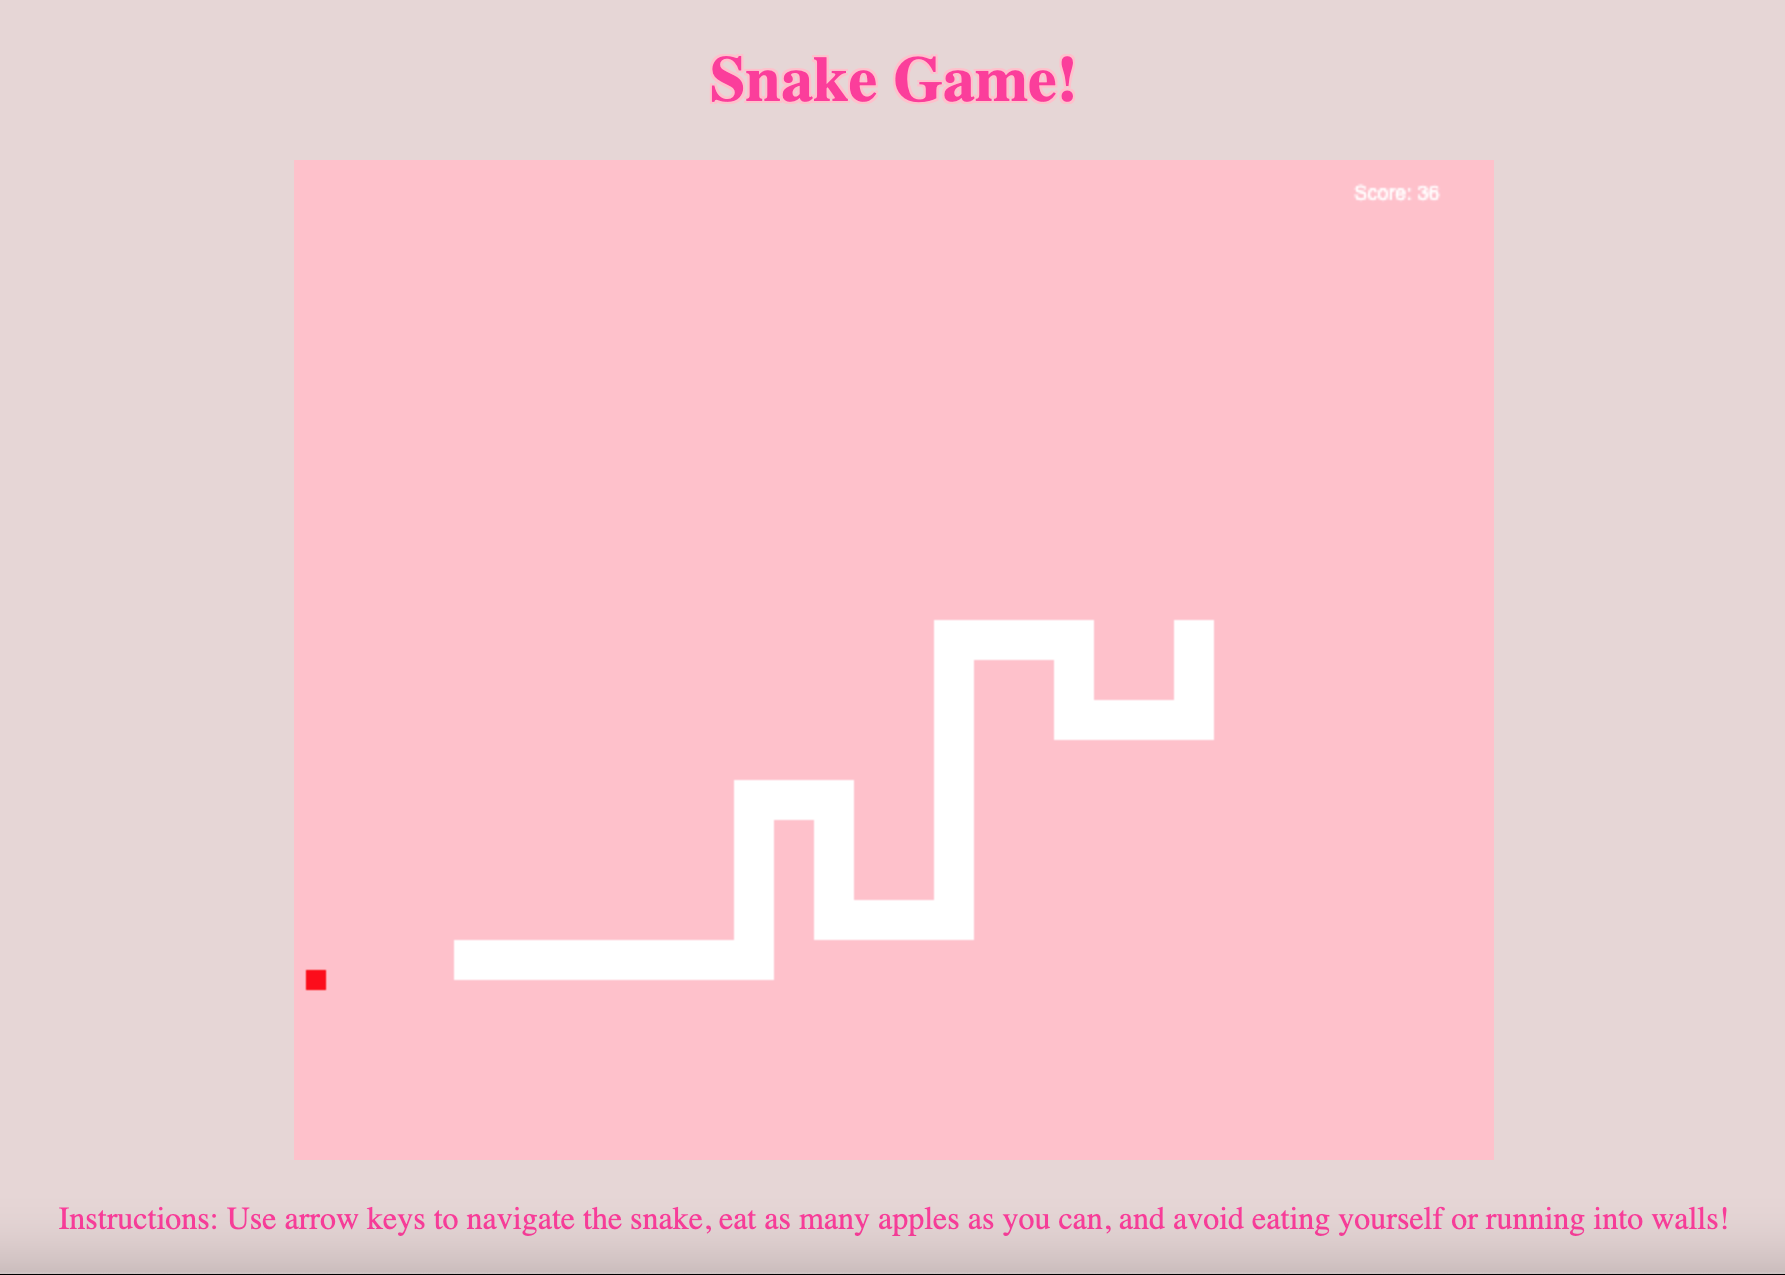 Snake Game!
Score: 36
Instructions: Use arrow keys to navigate the snake, eat as many apples as you can, and avoid eating yourself or running into walls!